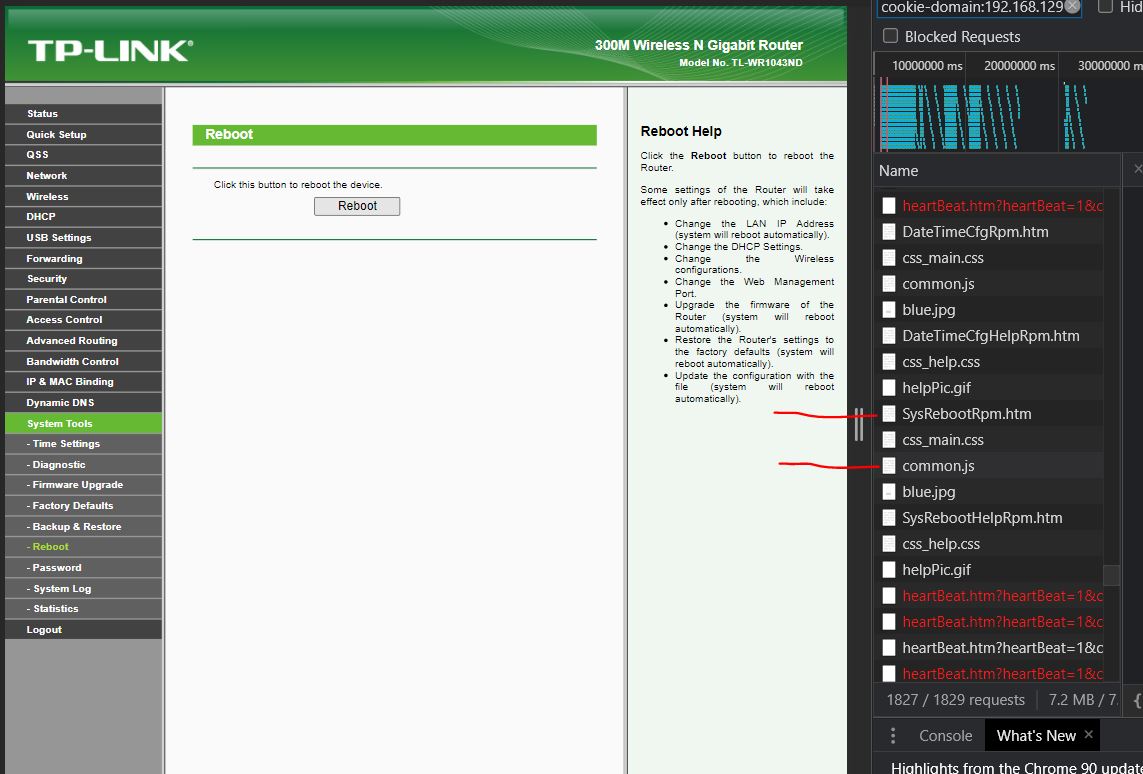 TP-LINK®
300M Wireless N Gigabit Router
Model No. TL-WR1043ND
Status
Quick Setup
QSS
Network
Wireless
DHCP
USB Settings
Forwarding
Security
Parental Control
Access Control
Advanced Routing
Bandwidth Control
IP & MAC Binding
Dynamic DNS
System Tools
- Time Settings
- Diagnostic
- Firmware Upgrade
- Factory Defaults
- Backup & Restore
- Reboot
- Password
- System Log
- Statistics
Logout
Reboot
Click this button to reboot the device.
Reboot
Reboot Help
Click the Reboot button to reboot the
Router.
Some settings of the Router will take
effect only after rebooting, which include:
• Change the LAN IP Address
(system will reboot automatically).
• Change the DHCP Settings.
• Change the Wireless
configurations.
• Change the Web Management
Port.
• Upgrade the firmware of the
Router (system will reboot
automatically).
• Restore the Router's settings to
the factory defaults (system will
reboot automatically).
• Update the configuration with the
file (system will reboot
automatically).
cookie-domain:192.168.129
Hid
Blocked Requests
10000000 ms 20000000 ms 30000000 m
Name
heartBeat.htm?heartBeat=1&c
DateTimeCfgRpm.htm
css_main.css
common.js
blue.jpg
DateTimeCfgHelpRpm.htm
css_help.css
helpPic.gif
SysRebootRpm.htm
css_main.css
common.js
blue.jpg
SysRebootHelpRpm.htm
css_help.css
helpPic.gif
heartBeat.htm?heartBeat=1&c
heartBeat.htm?heartBeat=1&c
heartBeat.htm?heartBeat=1&c
heartBeat.htm?heartBeat=1&c
1827 / 1829 requests 7.2 MB / 7.
{
Console What's New
Highlights from the Chrome 90 update